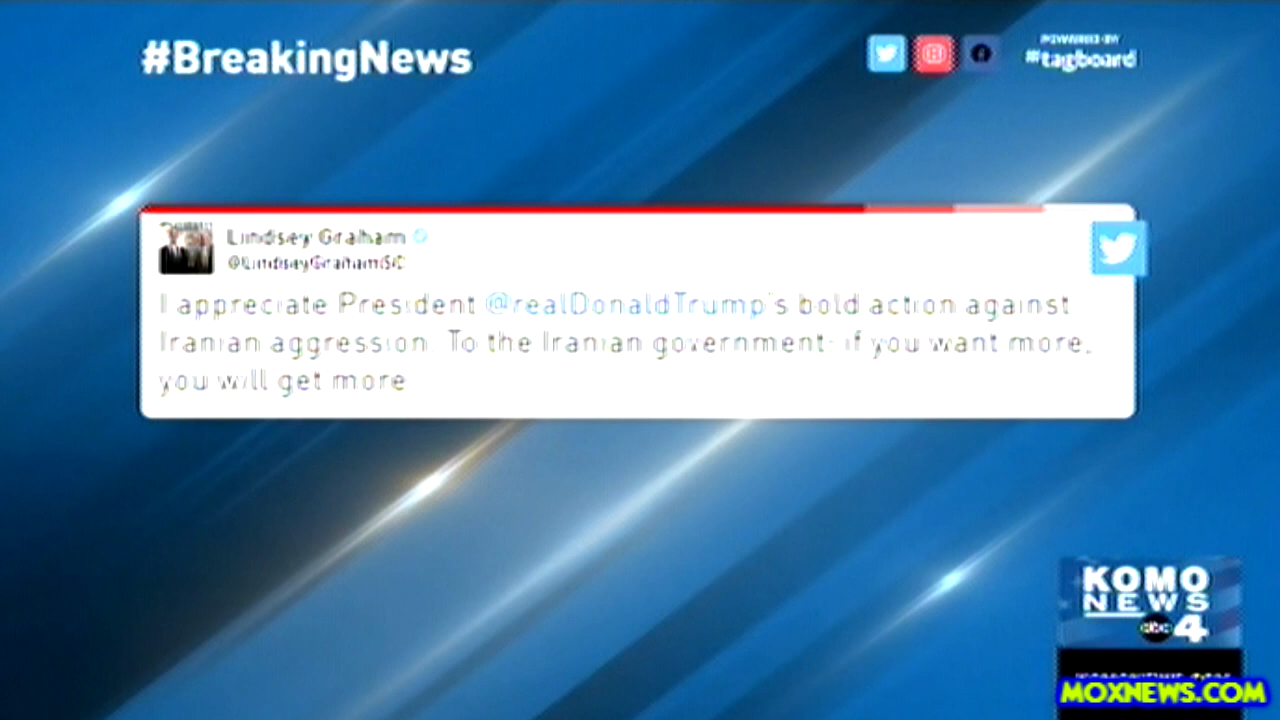 #BreakingNews
POWERED BY
#tagboard
Lindsey Graham
@LindseyGrahamSC
I appreciate President @realDonaldTrump's bold action against
Iranian aggression. To the Iranian government- if you want more,
you will get more
KOMO
NEWS
abc 4
MOXNEWS.COM